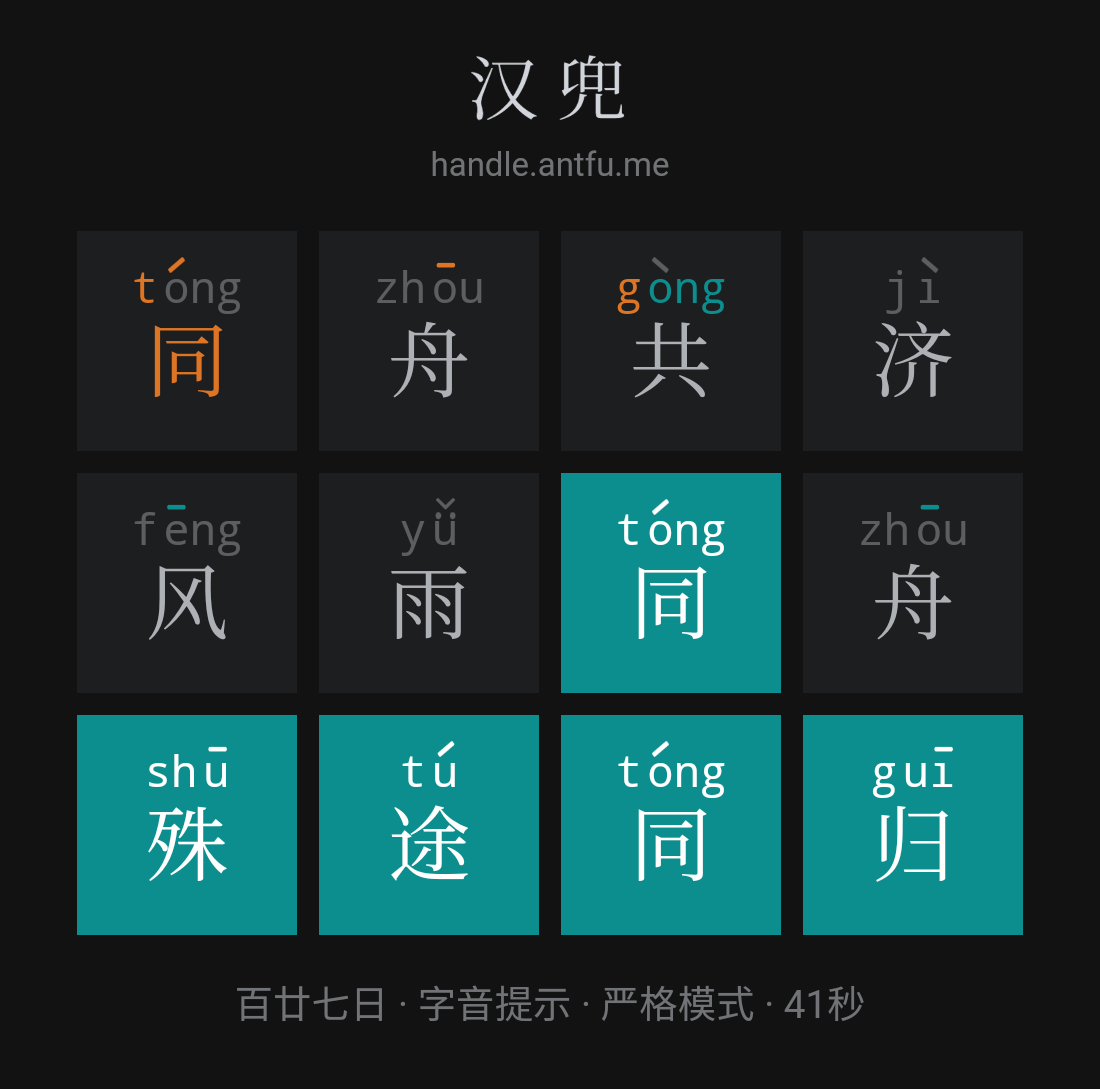 汉兜
handle.antfu.me
tóng zhōu gòng jì
同 舟 共 济
fēng yǚ tóng zhōu
风 雨 同 舟
shū tú tóng guī
殊 途 同 归
百廿七日 · 字音提示 · 严格模式 · 41秒